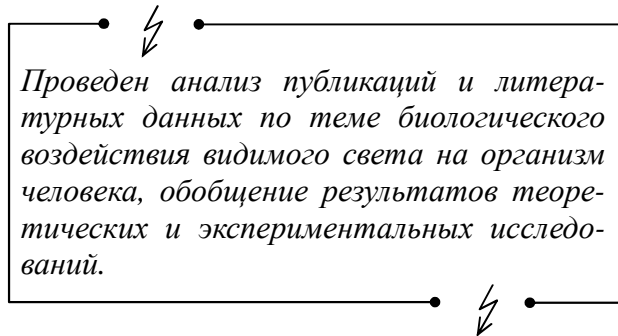 Проведен анализ публикаций и литера-
турных данных по теме биологического
воздействия видимого света на организм
человека, обобщение результатов теоре-
тических и экспериментальных исследо-
ваний.